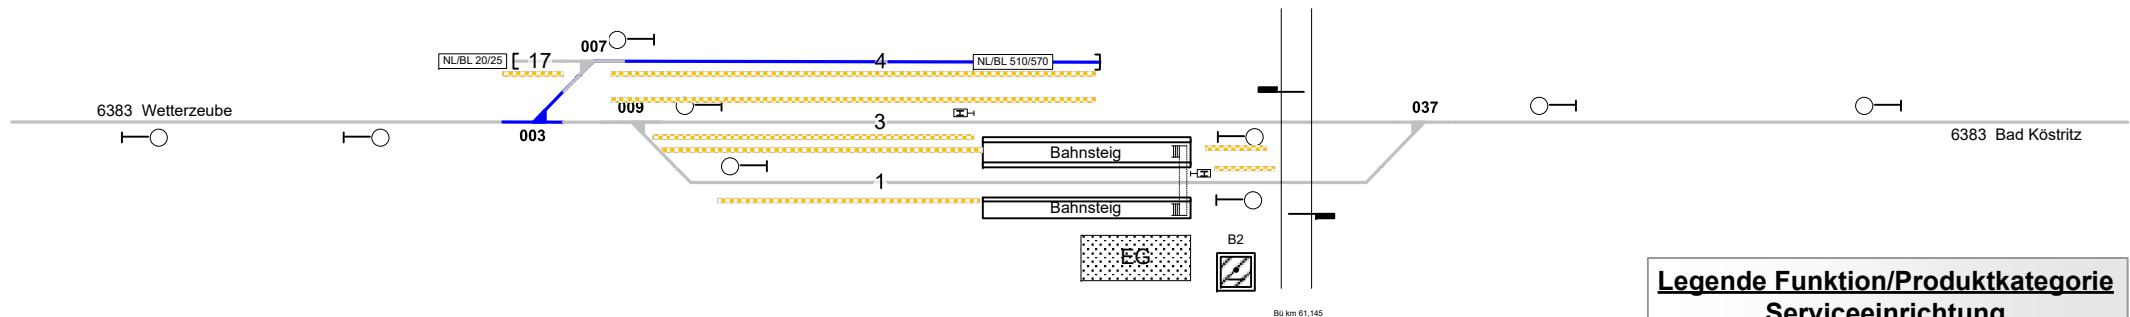 007
NL/BL 20/25
17
4
NL/BL 510/570
6383 Wetterzeube
009
037
003
3
6383 Bad Köstritz
Bahnsteig
1
Bahnsteig
B2
EG
Legende Funktion/Produktkategorie
Serviceeinrichtung
Bü km 61,145